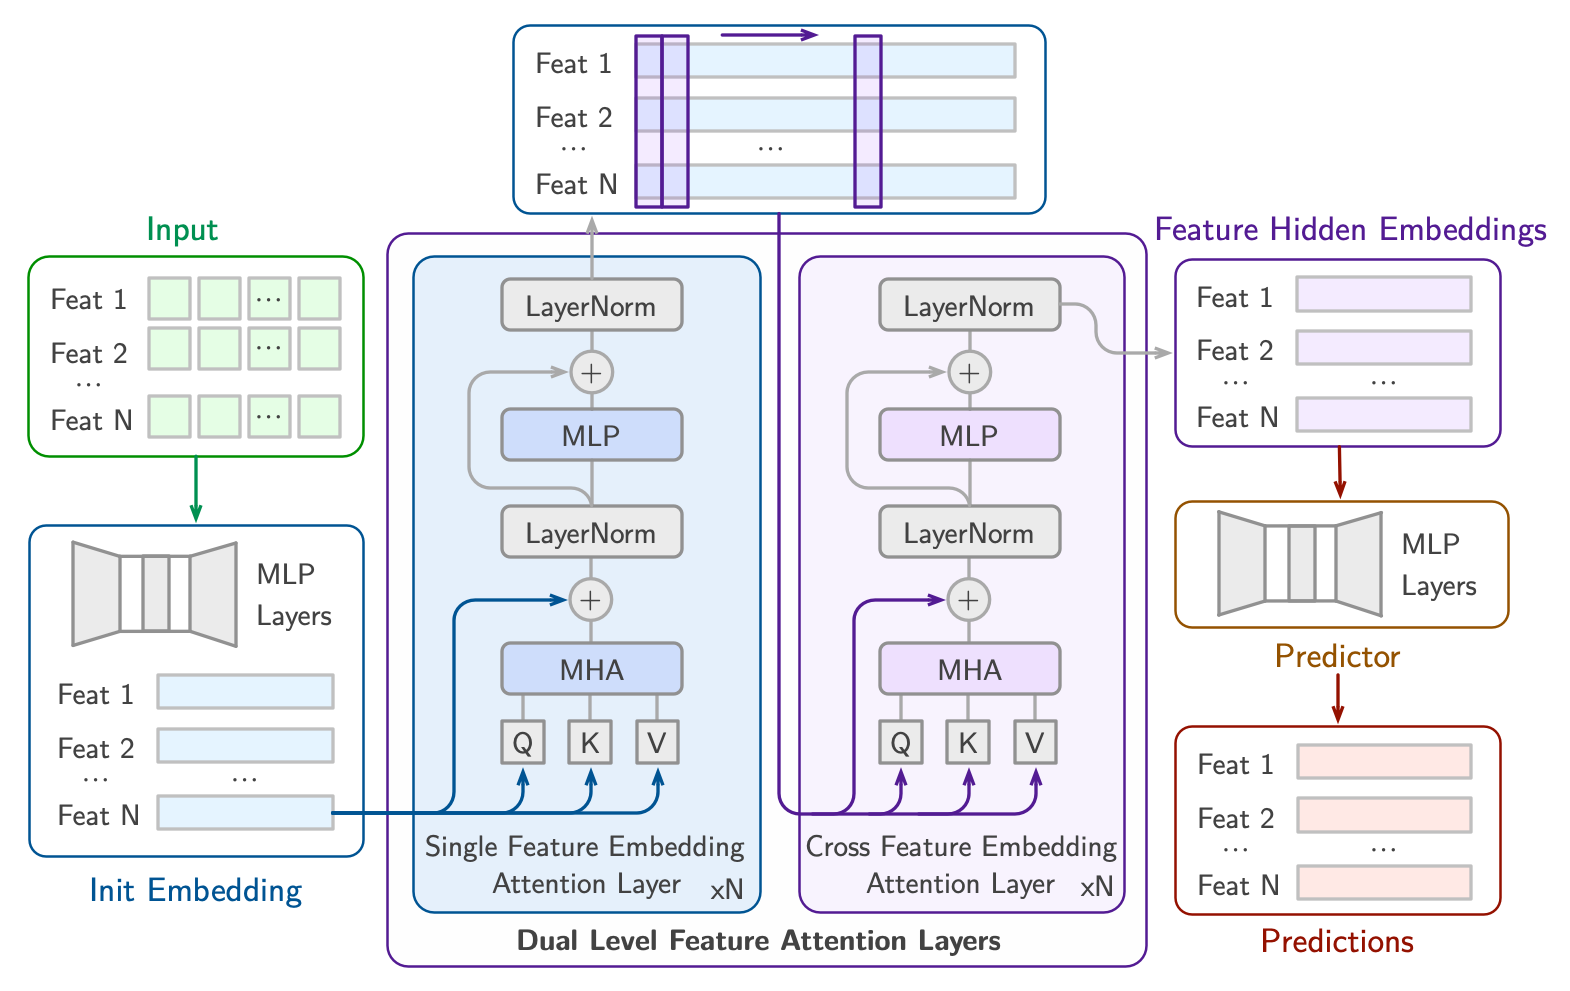 Feat 1
Feat 2
...
...
Feat N
Input
Feat 1
...
Feat 2
...
...
Feat N
...
MLP
Layers
Feat 1
Feat 2
...
...
Feat N
Init Embedding
LayerNorm
+
MLP
LayerNorm
+
MHA
Q K V
Single Feature Embedding
Attention Layer xN
LayerNorm
+
MLP
LayerNorm
+
MHA
Q K V
Cross Feature Embedding
Attention Layer xN
Dual Level Feature Attention Layers
Feature Hidden Embeddings
Feat 1
Feat 2
...
...
Feat N
MLP
Layers
Predictor
Feat 1
Feat 2
...
...
Feat N
Predictions